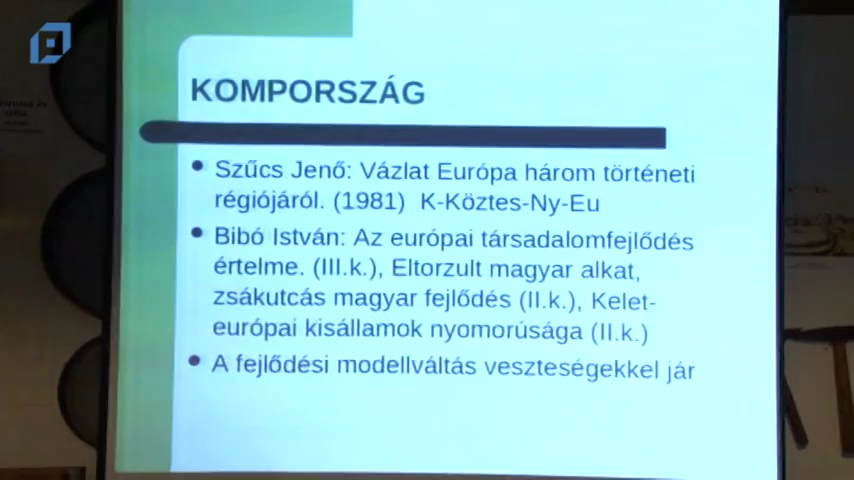 KOMPORSZÁG
• Szűcs Jenő: Vázlat Európa három történeti
régiójáról. (1981)  K-Köztes-Ny-Eu
• Bibó István: Az európai társadalomfejlődés
értelme. (III.k.), Eltorzult magyar alkat,
zsákutcás magyar fejlődés (II.k.), Kelet-
európai kisállamok nyomorúsága (II.k.)
• A fejlődési modellváltás veszteségekkel jár